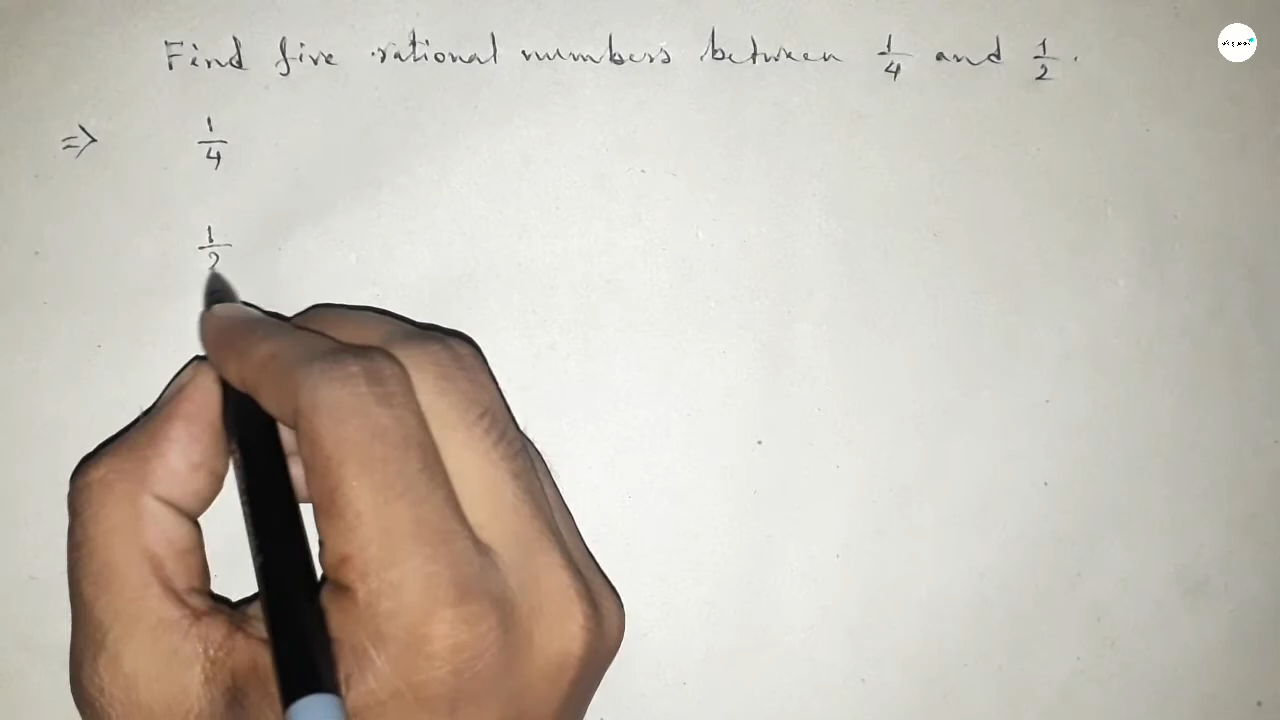 Find five rational numbers between 1/4 and 1/2.
=> 1/4
1/2